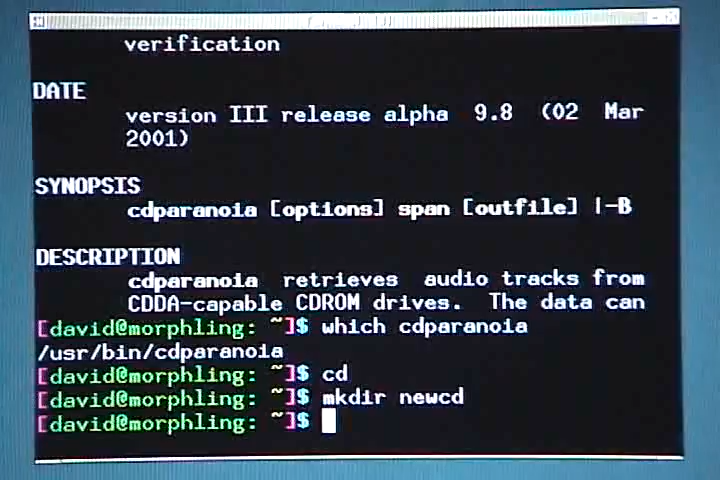 verification
DATE
version III release alpha 9.8 (02 Mar
2001)
SYNOPSIS
cdparanoia [options] span [outfile] |-B
DESCRIPTION
cdparanoia retrieves audio tracks from
CDDA-capable CDROM drives. The data can
[david@morphling: ~]$ which cdparanoia
/usr/bin/cdparanoia
[david@morphling: ~]$ cd
[david@morphling: ~]$ mkdir newcd
[david@morphling: ~]$